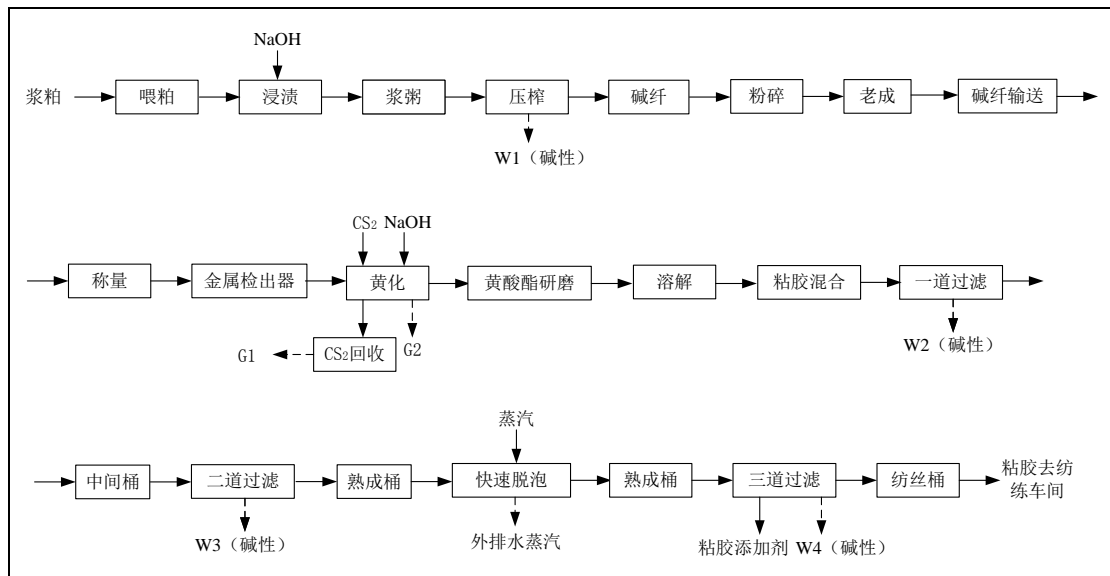 NaOH
浆粕
喂粕
浸渍
浆粥
压榨
碱纤
粉碎
老成
碱纤输送
W1（碱性）
CS₂ NaOH
称量
金属检出器
黄化
黄酸酯研磨
溶解
粘胶混合
一道过滤
G1
CS₂回收
G2
W2（碱性）
蒸汽
中间桶
二道过滤
熟成桶
快速脱泡
熟成桶
三道过滤
纺丝桶
粘胶去纺
练车间
W3（碱性）
外排水蒸汽
粘胶添加剂 W4（碱性）